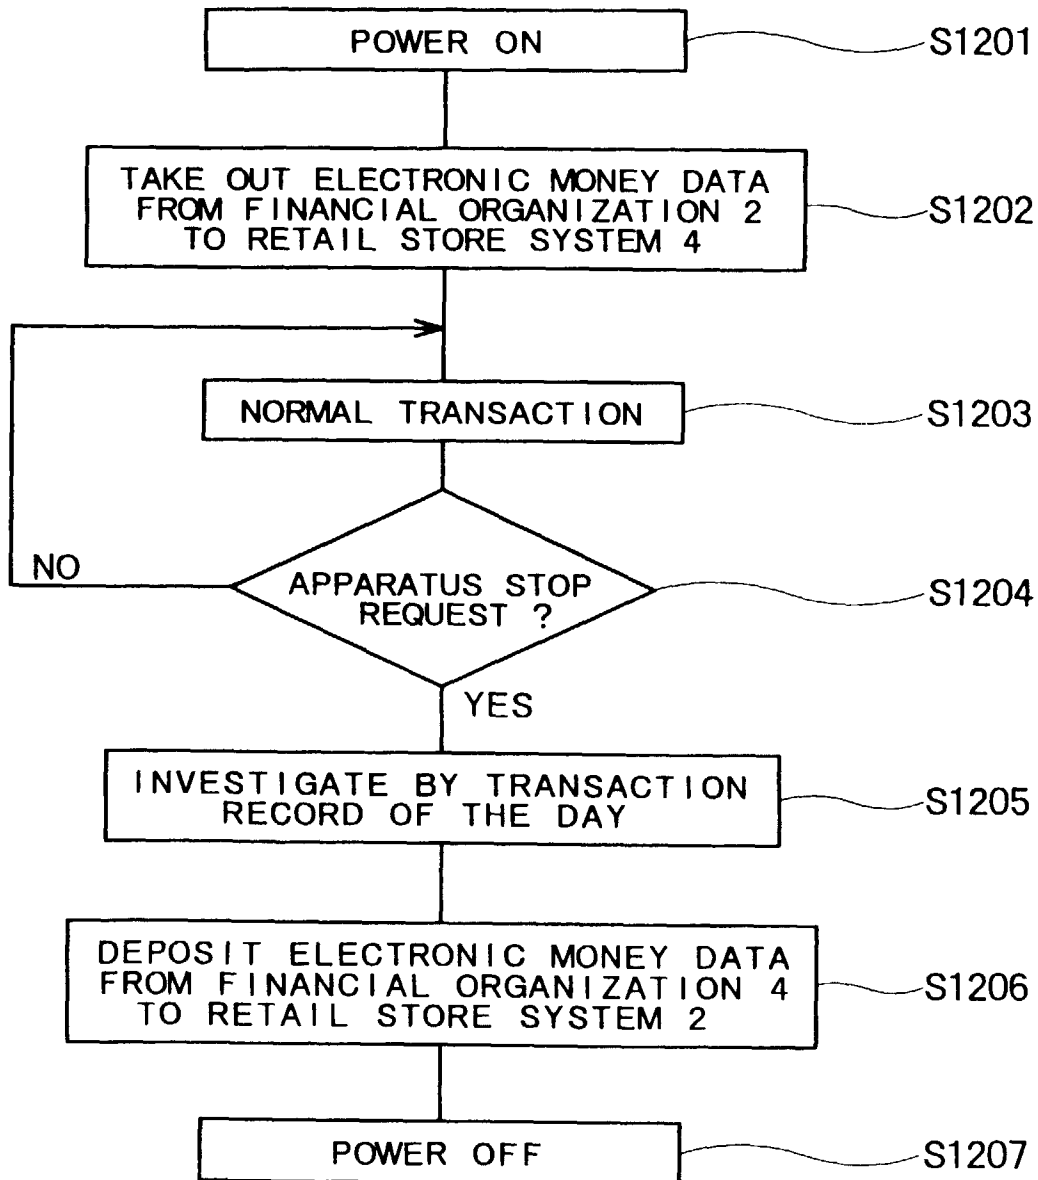 POWER ON
S1201
TAKE OUT ELECTRONIC MONEY DATA
FROM FINANCIAL ORGANIZATION 2
TO RETAIL STORE SYSTEM 4
S1202
NORMAL TRANSACTION
S1203
NO
APPARATUS STOP
REQUEST ?
S1204
YES
INVESTIGATE BY TRANSACTION
RECORD OF THE DAY
S1205
DEPOSIT ELECTRONIC MONEY DATA
FROM FINANCIAL ORGANIZATION 4
TO RETAIL STORE SYSTEM 2
S1206
POWER OFF
S1207